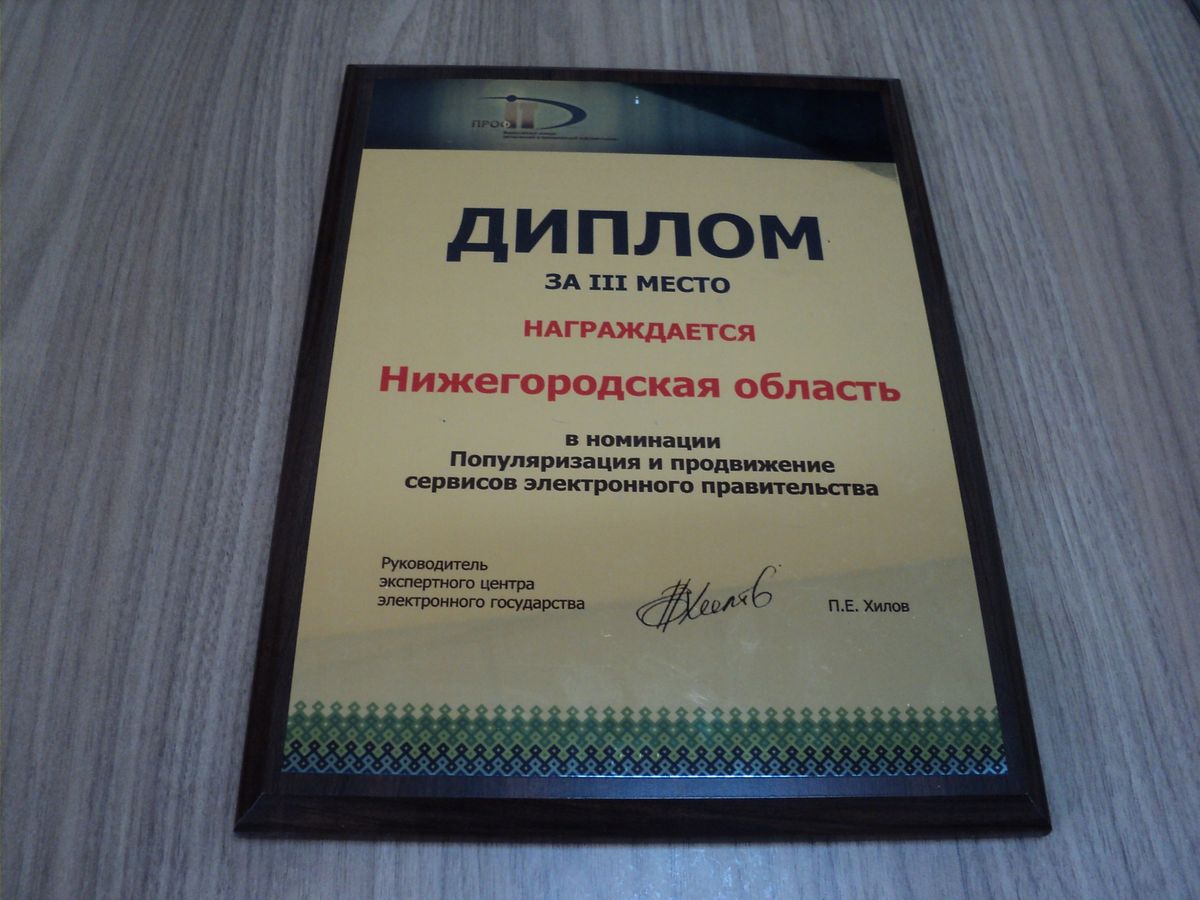 ПРОФ IT
ДИПЛОМ
ЗА III МЕСТО
НАГРАЖДАЕТСЯ
Нижегородская область
в номинации
Популяризация и продвижение
сервисов электронного правительства
Руководитель
экспертного центра
электронного государства
П.Е. Хилов